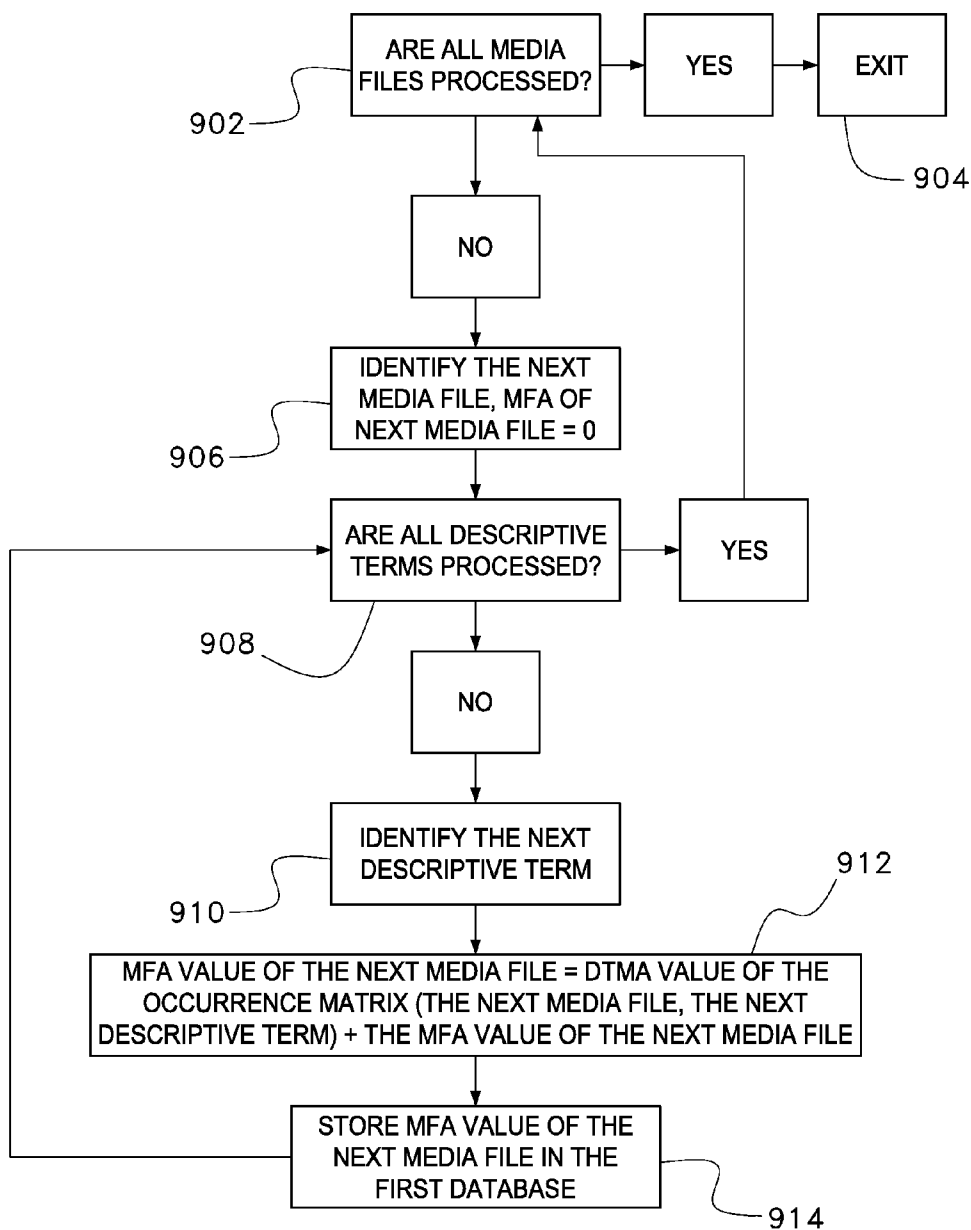 ARE ALL MEDIA
FILES PROCESSED?
YES
EXIT
902
904
NO
IDENTIFY THE NEXT
MEDIA FILE, MFA OF
NEXT MEDIA FILE = 0
906
ARE ALL DESCRIPTIVE
TERMS PROCESSED?
YES
908
NO
IDENTIFY THE NEXT
DESCRIPTIVE TERM
910
912
MFA VALUE OF THE NEXT MEDIA FILE = DTMA VALUE OF THE
OCCURRENCE MATRIX (THE NEXT MEDIA FILE, THE NEXT
DESCRIPTIVE TERM) + THE MFA VALUE OF THE NEXT MEDIA FILE
STORE MFA VALUE OF THE
NEXT MEDIA FILE IN THE
FIRST DATABASE
914